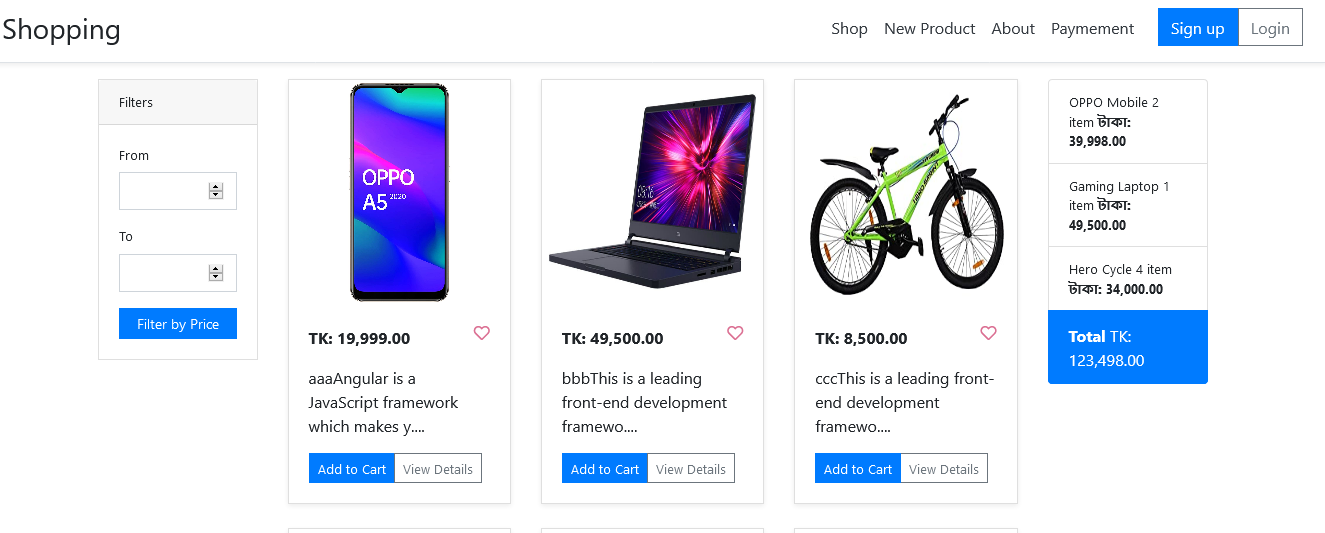 Shopping
Shop
New Product
About
Paymement
Sign up
Login
Filters
From
To
Filter by Price
OPPO
A5 2020
TK: 19,999.00
aaaAngular is a
JavaScript framework
which makes y....
Add to Cart
View Details
TK: 49,500.00
bbbThis is a leading
front-end development
framewo....
Add to Cart
View Details
TK: 8,500.00
cccThis is a leading front-
end development
framewo....
Add to Cart
View Details
OPPO Mobile 2
item টাকা:
39,998.00
Gaming Laptop 1
item টাকা:
49,500.00
Hero Cycle 4 item
টাকা: 34,000.00
Total TK:
123,498.00